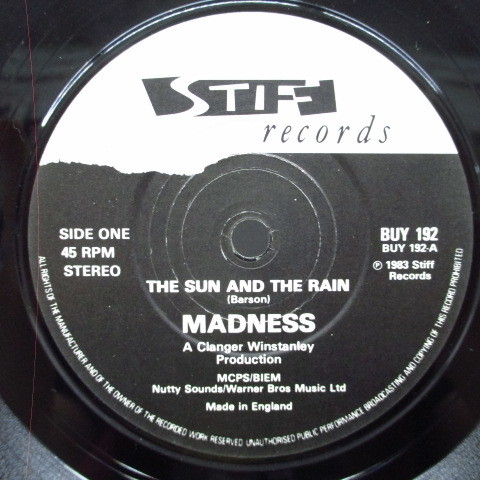 STIFF
records
SIDE ONE
45 RPM
STEREO
BUY 192
BUY 192-A
℗ 1983 Stiff
Records
THE SUN AND THE RAIN
(Barson)
MADNESS
A Clanger Winstanley
Production
MCPS/BIEM
Nutty Sounds/Warner Bros Music Ltd
Made in England
ALL RIGHTS OF THE MANUFACTURER AND OF THE OWNER OF THE RECORDED WORK RESERVED UNAUTHORISED PUBLIC PERFORMANCE BROADCASTING AND COPYING OF THIS RECORD PROHIBITED